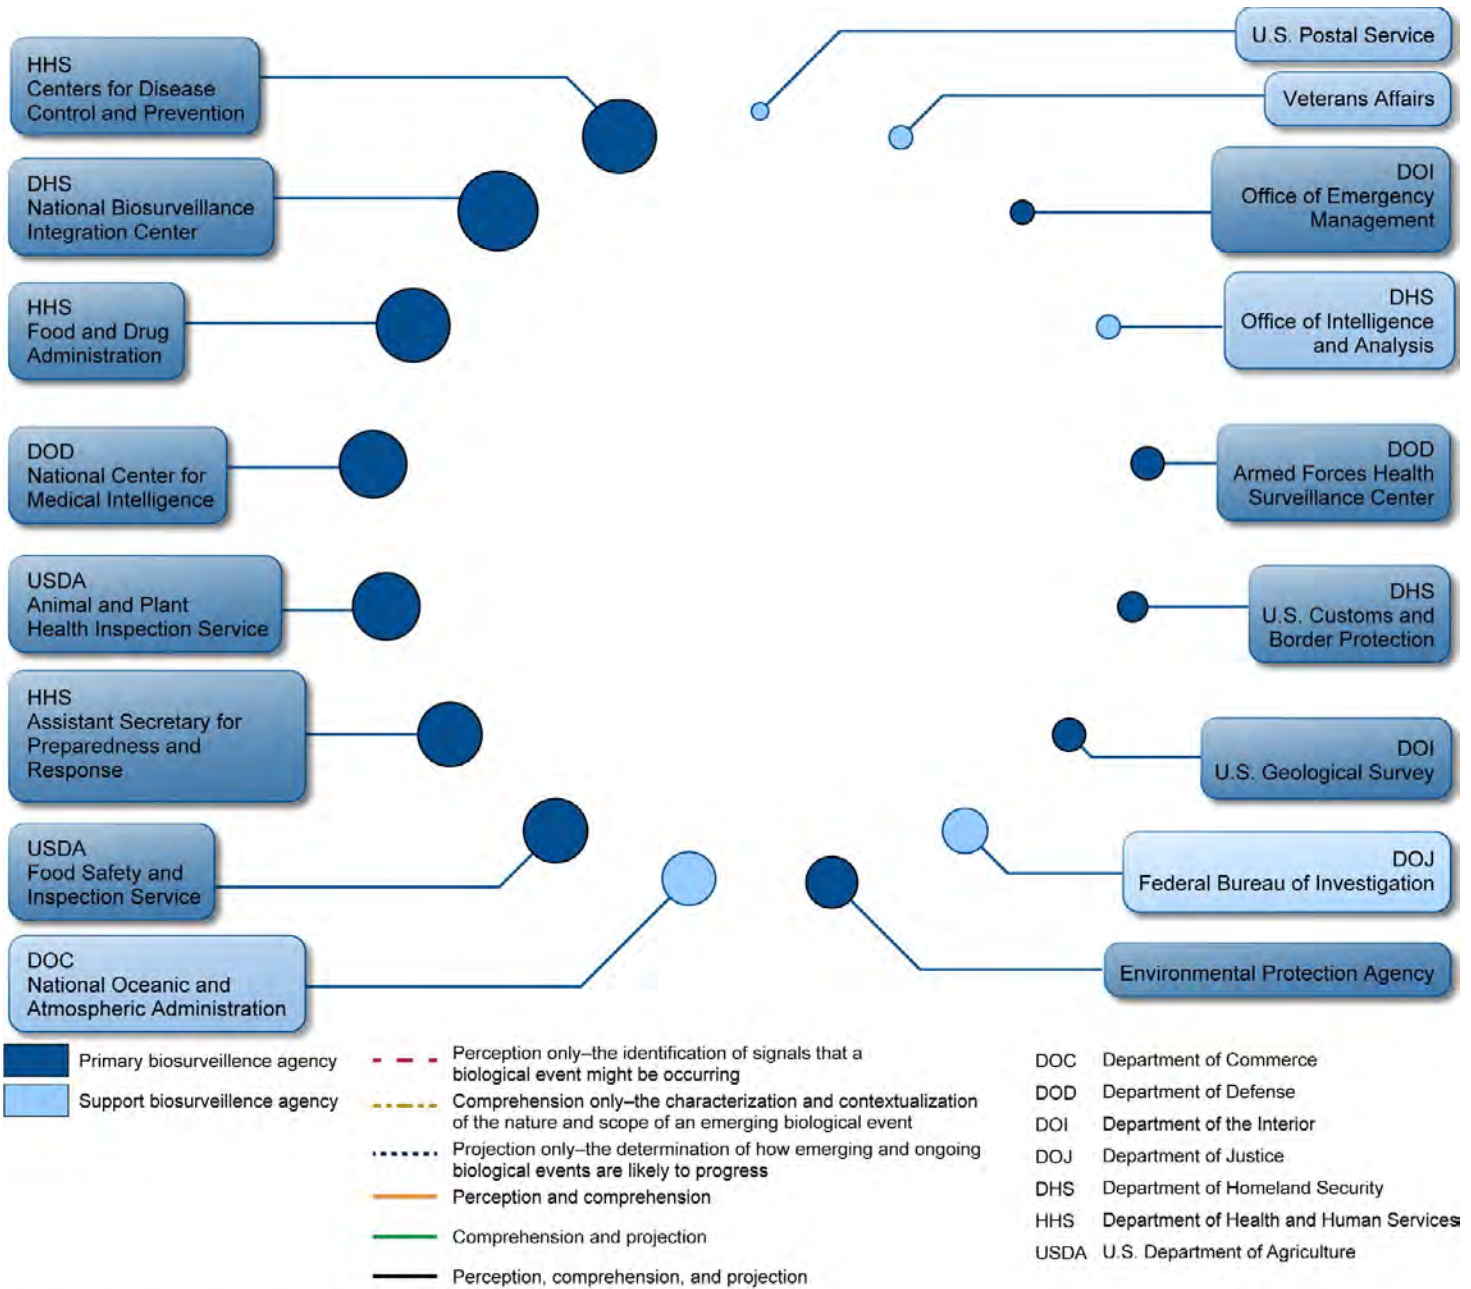 HHS
Centers for Disease
Control and Prevention
DHS
National Biosurveillance
Integration Center
HHS
Food and Drug
Administration
DOD
National Center for
Medical Intelligence
USDA
Animal and Plant
Health Inspection Service
HHS
Assistant Secretary for
Preparedness and
Response
USDA
Food Safety and
Inspection Service
DOC
National Oceanic and
Atmospheric Administration
U.S. Postal Service
Veterans Affairs
DOI
Office of Emergency
Management
DHS
Office of Intelligence
and Analysis
DOD
Armed Forces Health
Surveillance Center
DHS
U.S. Customs and
Border Protection
DOI
U.S. Geological Survey
DOJ
Federal Bureau of Investigation
Environmental Protection Agency
Primary biosurveillence agency
Support biosurveillence agency
Perception only–the identification of signals that a
biological event might be occurring
Comprehension only–the characterization and contextualization
of the nature and scope of an emerging biological event
Projection only–the determination of how emerging and ongoing
biological events are likely to progress
Perception and comprehension
Comprehension and projection
Perception, comprehension, and projection
DOC Department of Commerce
DOD Department of Defense
DOI Department of the Interior
DOJ Department of Justice
DHS Department of Homeland Security
HHS Department of Health and Human Services
USDA U.S. Department of Agriculture